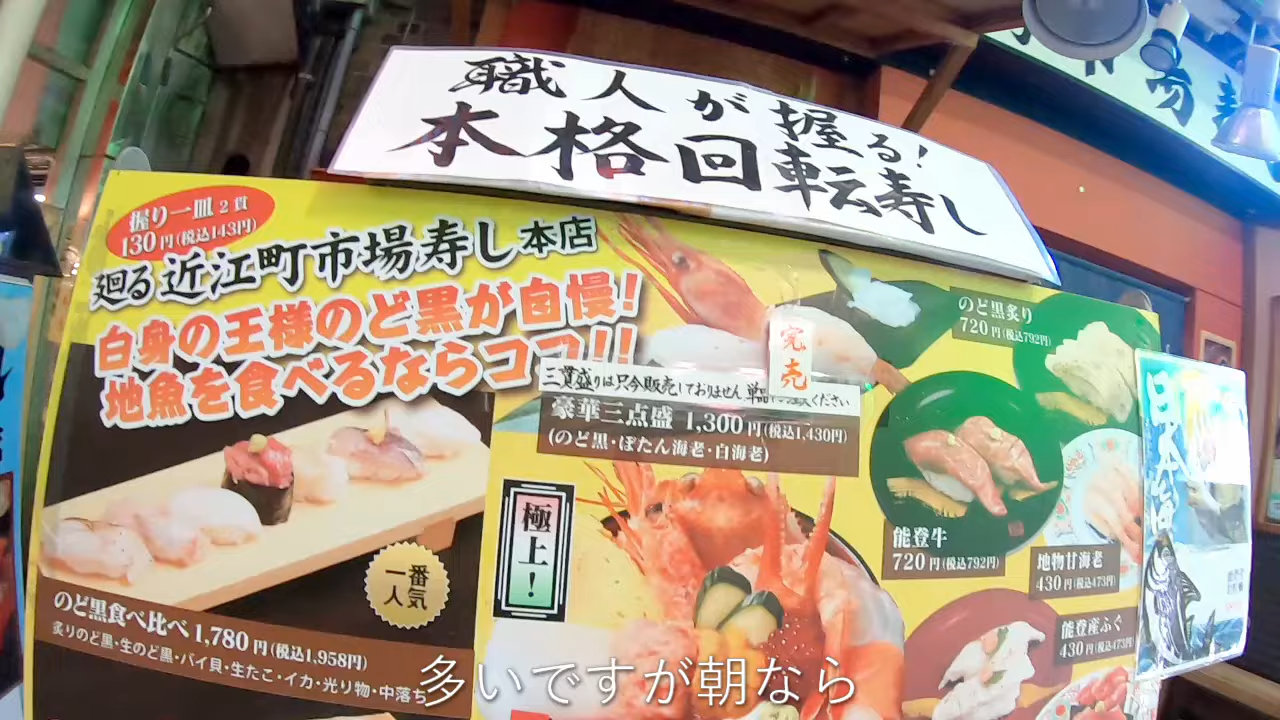 職人が握る!
本格回転寿し
握り一皿 2貫
130円(税込143円)
廻る 近江町市場寿し 本店
白身の王様のど黒が自慢!
地魚を食べるならココ!!
完売
三貫盛りは只今販売しておりません 単品
ください
豪華三点盛 1,300円(税込1,430円)
(のど黒・ぼたん海老・白海老)
のど黒炙り
720円(税込792円)
極上!
能登牛
720円(税込792円)
地物甘海老
430円(税込473円)
能登産ふぐ
430円(税込473円)
日本海
一番
人気
のど黒食べ比べ 1,780円(税込1,958円)
炙りのど黒・生のど黒・バイ貝・生たこ・イカ・光り物・中落ち
多いですが朝なら